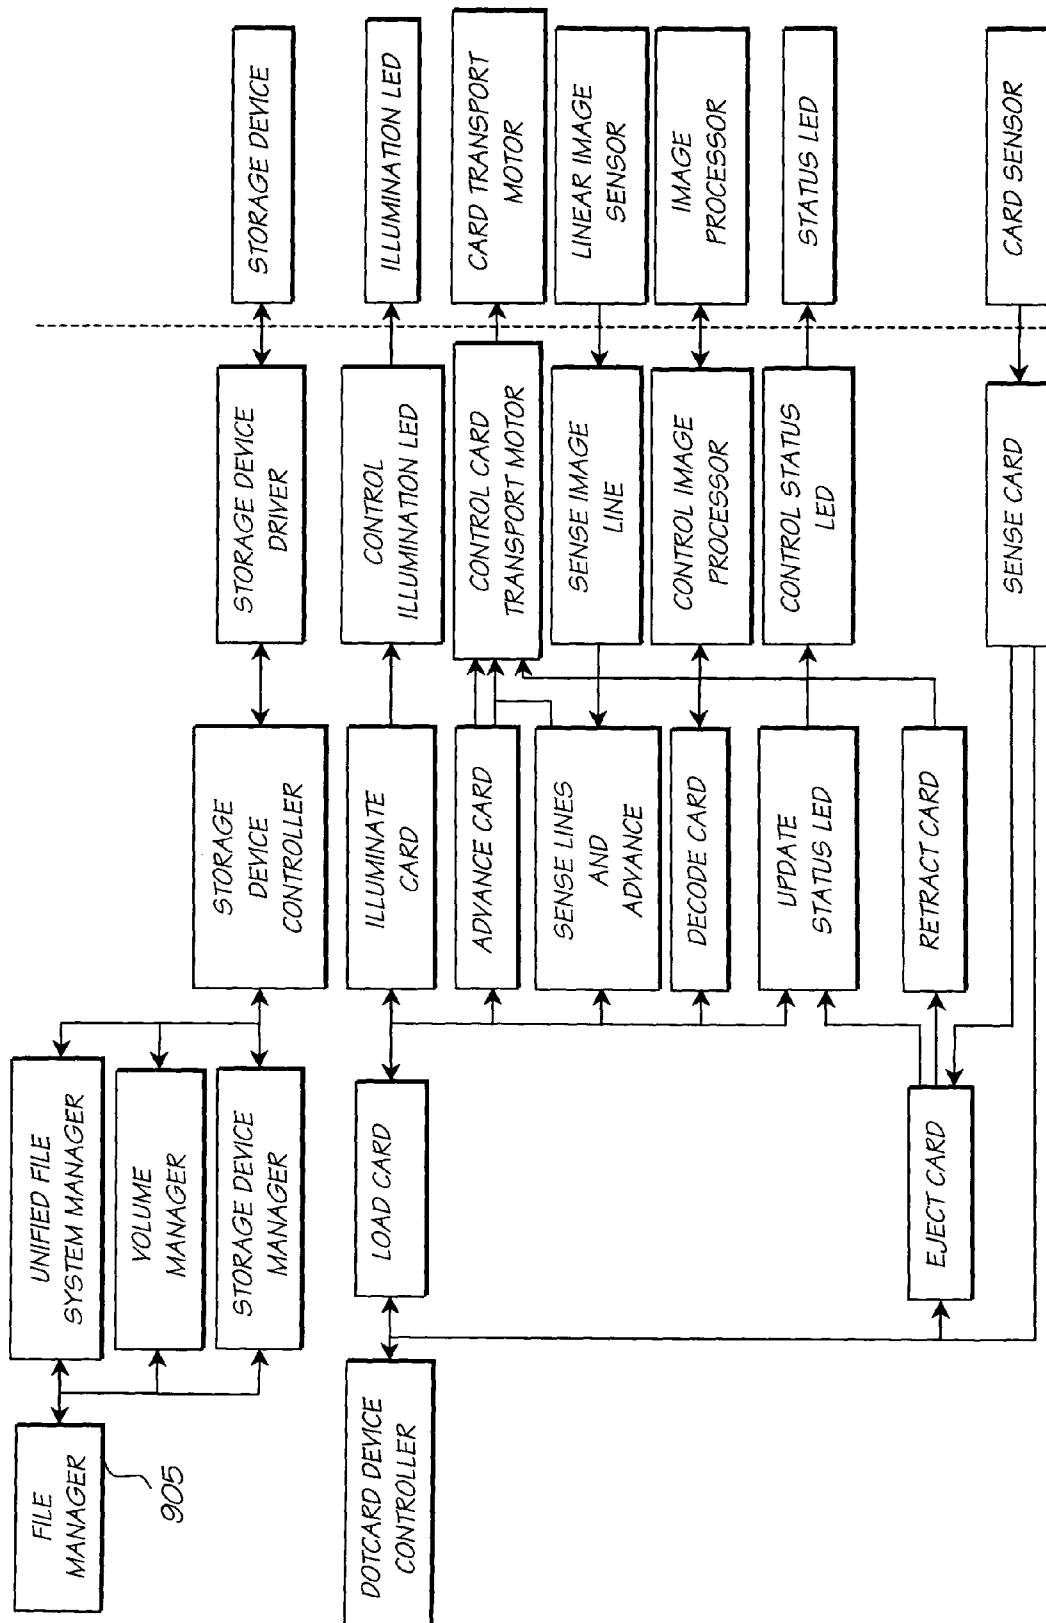 FILE
MANAGER
905
UNIFIED FILE
SYSTEM MANAGER
VOLUME
MANAGER
STORAGE DEVICE
MANAGER
STORAGE
DEVICE
CONTROLLER
STORAGE DEVICE
DRIVER
STORAGE DEVICE
DOTCARD DEVICE
CONTROLLER
LOAD CARD
ILLUMINATE
CARD
CONTROL
ILLUMINATION LED
ILLUMINATION LED
ADVANCE CARD
CONTROL CARD
TRANSPORT MOTOR
CARD TRANSPORT
MOTOR
SENSE LINES
AND
ADVANCE
SENSE IMAGE
LINE
LINEAR IMAGE
SENSOR
DECODE CARD
CONTROL IMAGE
PROCESSOR
IMAGE
PROCESSOR
UPDATE
STATUS LED
CONTROL STATUS
LED
STATUS LED
EJECT CARD
RETRACT CARD
SENSE CARD
CARD SENSOR